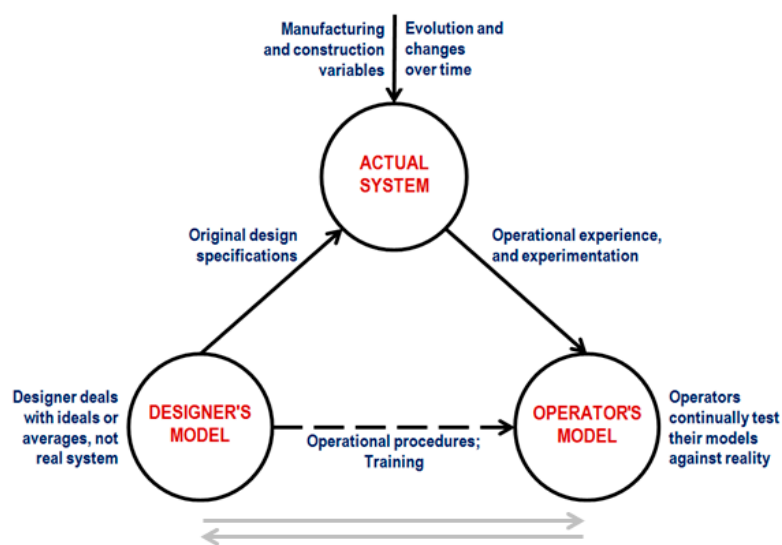 Manufacturing
and construction
variables
Evolution and
changes
over time
ACTUAL
SYSTEM
Original design
specifications
Operational experience,
and experimentation
Designer deals
with ideals or
averages, not
real system
DESIGNER'S
MODEL
Operational procedures;
Training
OPERATOR'S
MODEL
Operators
continually test
their models
against reality